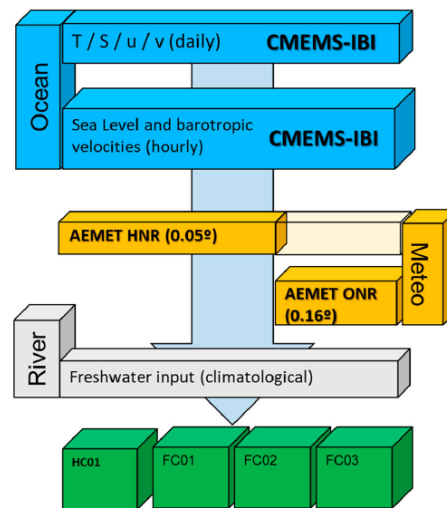 Ocean
T / S / u / v (daily) CMEMS-IBI
Sea Level and barotropic
velocities (hourly) CMEMS-IBI
AEMET HNR (0.05º)
Meteo
AEMET ONR
(0.16º)
River
Freshwater input (climatological)
HC01 FC01 FC02 FC03